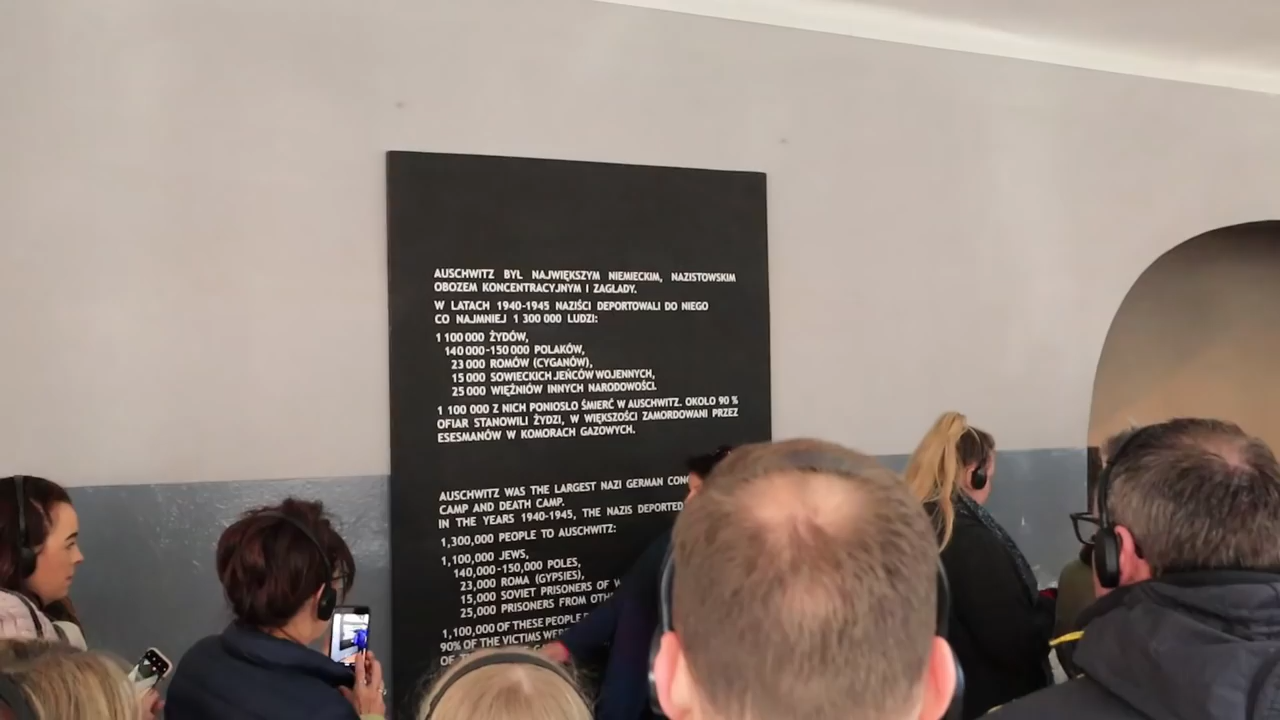 AUSCHWITZ BYŁ NAJWIĘKSZYM NIEMIECKIM, NAZISTOWSKIM
OBOZEM KONCENTRACYJNYM I ZAGŁADY.
W LATACH 1940-1945 NAZIŚCI DEPORTOWALI DO NIEGO
CO NAJMNIEJ 1 300 000 LUDZI:
1 100 000 ŻYDÓW,
140 000-150 000 POLAKÓW,
23 000 ROMÓW (CYGANÓW),
15 000 SOWIECKICH JEŃCÓW WOJENNYCH,
25 000 WIĘŹNIÓW INNYCH NARODOWOŚCI.
1 100 000 Z NICH PONIOSŁO ŚMIERĆ W AUSCHWITZ. OKOŁO 90 %
OFIAR STANOWILI ŻYDZI, W WIĘKSZOŚCI ZAMORDOWANI PRZEZ
ESESMANÓW W KOMORACH GAZOWYCH.
AUSCHWITZ WAS THE LARGEST NAZI GERMAN
CAMP AND DEATH CAMP.
IN THE YEARS 1940-1945, THE NAZIS DEPORTED
1,300,000 PEOPLE TO AUSCHWITZ:
1,100,000 JEWS,
140,000-150,000 POLES,
23,000 ROMA (GYPSIES),
15,000 SOVIET PRISONERS OF
25,000 PRISONERS FROM
1,100,000 OF THESE PEOPLE
90% OF THE VICTIMS WERE